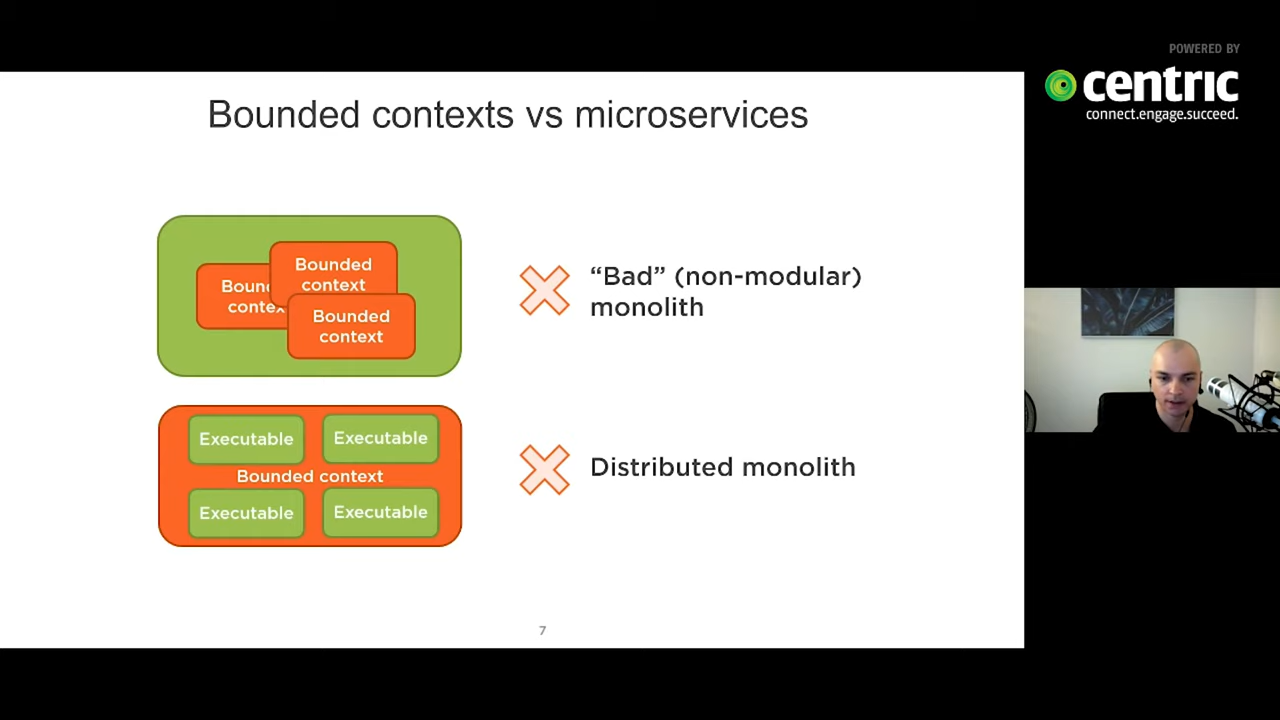 POWERED BY
centric
connect.engage.succeed.
Bounded contexts vs microservices
Bounded
context
Bounded
context
“Bad” (non-modular)
monolith
Executable Executable
Bounded context
Executable Executable
Distributed monolith
7